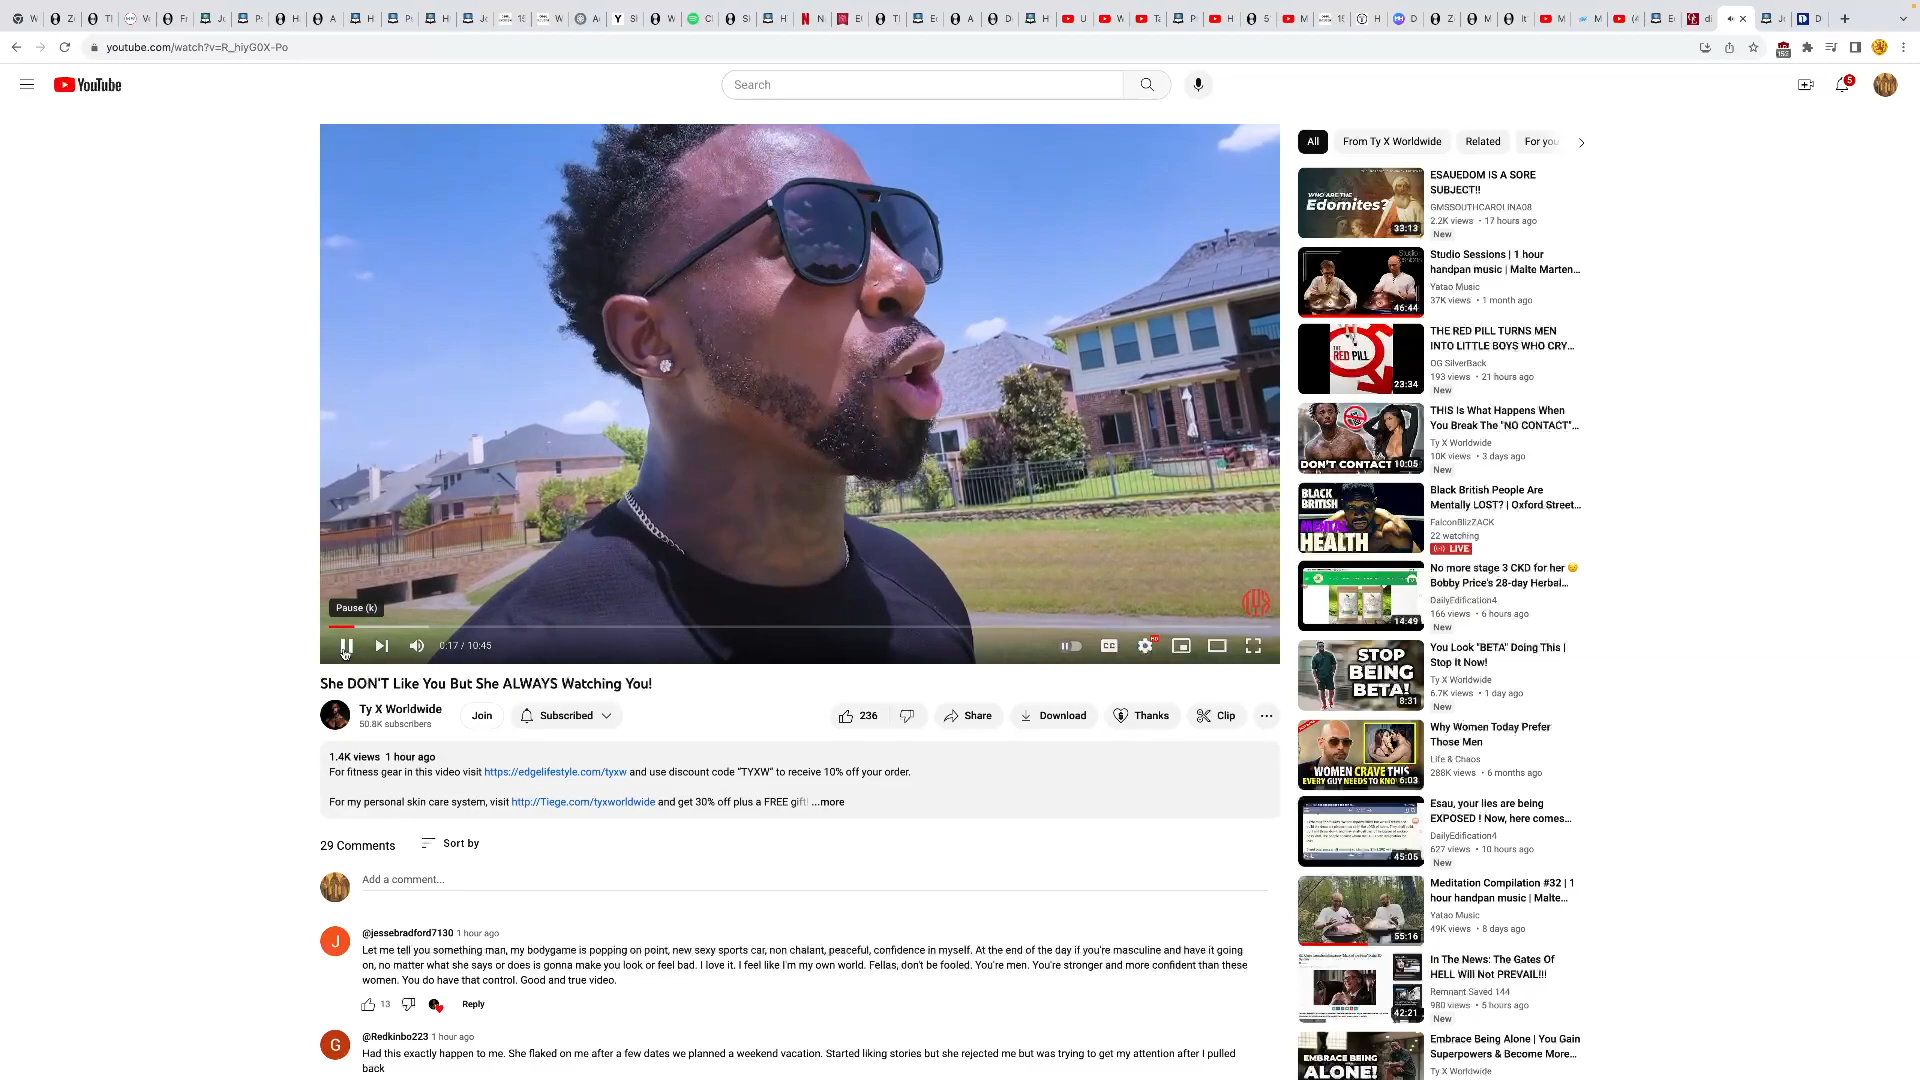 youtube.com/watch?v=R_hiyG0X-Po
YouTube
Search
5
Pause (k)
0:17 / 10:45
She DON'T Like You But She ALWAYS Watching You!
Ty X Worldwide
50.8K subscribers
Join
Subscribed
236
Share
Download
Thanks
Clip
1.4K views 1 hour ago
For fitness gear in this video visit https://edgelifestyle.com/tyxw and use discount code "TYXW" to receive 10% off your order.
For my personal skin care system, visit http://Tiege.com/tyxworldwide and get 30% off plus a FREE gift! ...more
29 Comments
Sort by
Add a comment...
J
@jessebradford7130 1 hour ago
Let me tell you something man, my bodygame is popping on point, new sexy sports car, non chalant, peaceful, confidence in myself. At the end of the day if you're masculine and have it going
on, no matter what she says or does is gonna make you look or feel bad. I love it. I feel like I'm my own world. Fellas, don't be fooled. You're men. You're stronger and more confident than these
women. You do have that control. Good and true video.
13
Reply
G
@Redkinbo223 1 hour ago
Had this exactly happen to me. She flaked on me after a few dates we planned a weekend vacation. Started liking stories but she rejected me but was trying to get my attention after I pulled
back
All
From Ty X Worldwide
Related
For you
WHO ARE THE
Edomites?
33:13
ESAUEDOM IS A SORE
SUBJECT!!
GMSSOUTHCAROLINA08
2.2K views • 17 hours ago
New
46:44
Studio Sessions | 1 hour
handpan music | Malte Marten...
Yatao Music
37K views • 1 month ago
THE
RED PILL
23:34
THE RED PILL TURNS MEN
INTO LITTLE BOYS WHO CRY...
OG SilverBack
193 views • 21 hours ago
New
DON'T CONTACT
10:05
THIS Is What Happens When
You Break The "NO CONTACT"...
Ty X Worldwide
10K views • 3 days ago
New
BLACK
BRITISH
MENTAL
HEALTH
Black British People Are
Mentally LOST? | Oxford Street...
FalconBlizZACK
22 watching
LIVE
14:49
No more stage 3 CKD for her
Bobby Price's 28-day Herbal...
DailyEdification4
166 views • 6 hours ago
New
STOP
BEING
BETA!
8:31
You Look "BETA" Doing This |
Stop It Now!
Ty X Worldwide
6.7K views • 1 day ago
New
WOMEN CRAVE THIS
EVERY GUY NEEDS TO KNO
6:03
Why Women Today Prefer
Those Men
Life & Chaos
288K views • 6 months ago
45:05
Esau, your lies are being
EXPOSED ! Now, here comes...
DailyEdification4
627 views • 10 hours ago
New
55:16
Meditation Compilation #32 | 1
hour handpan music | Malte...
Yatao Music
49K views • 8 days ago
42:21
In The News: The Gates Of
HELL Will Not PREVAIL!!!
Remnant Saved 144
980 views • 5 hours ago
New
EMBRACE BEING
ALONE!
Embrace Being Alone | You Gain
Superpowers & Become More...
Ty X Worldwide